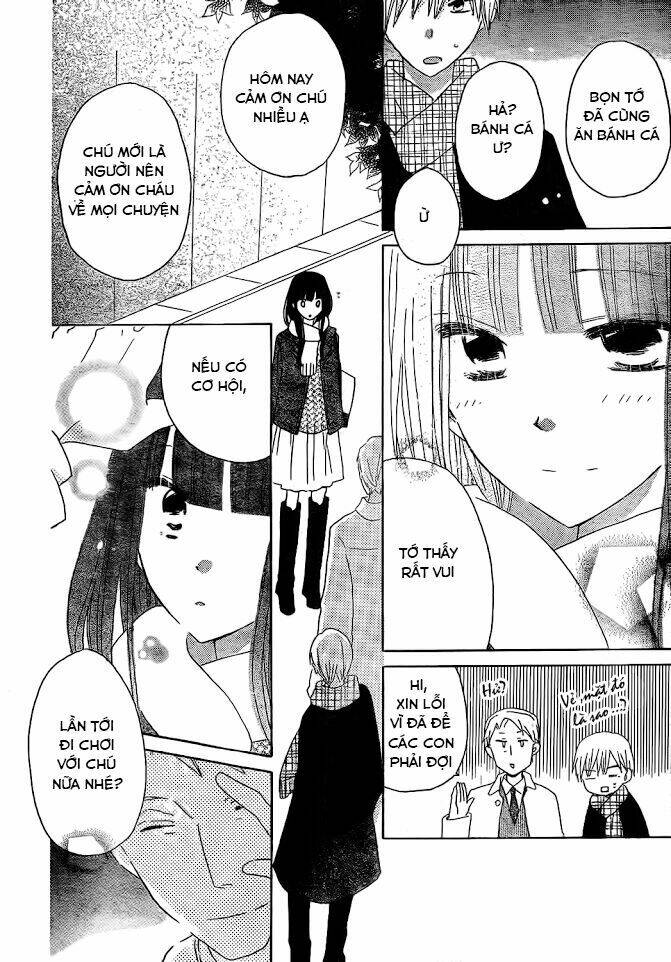 BỌN TỚ
ĐÃ CÙNG
ĂN BÁNH CÁ
HẢ?
BÁNH CÁ
Ư?
Ừ
TỚ THẤY
RẤT VUI
HI,
XIN LỖI
VÌ ĐÃ ĐỂ
CÁC CON
PHẢI ĐỢI
Hử?
Vẻ mặt đó
là sao...?
HÔM NAY
CẢM ƠN CHÚ
NHIỀU Ạ
CHÚ MỚI LÀ
NGƯỜI NÊN
CẢM ƠN CHÁU
VỀ MỌI CHUYỆN
NẾU CÓ
CƠ HỘI,
LẦN TỚI
ĐI CHƠI
VỚI CHÚ
NỮA NHÉ?